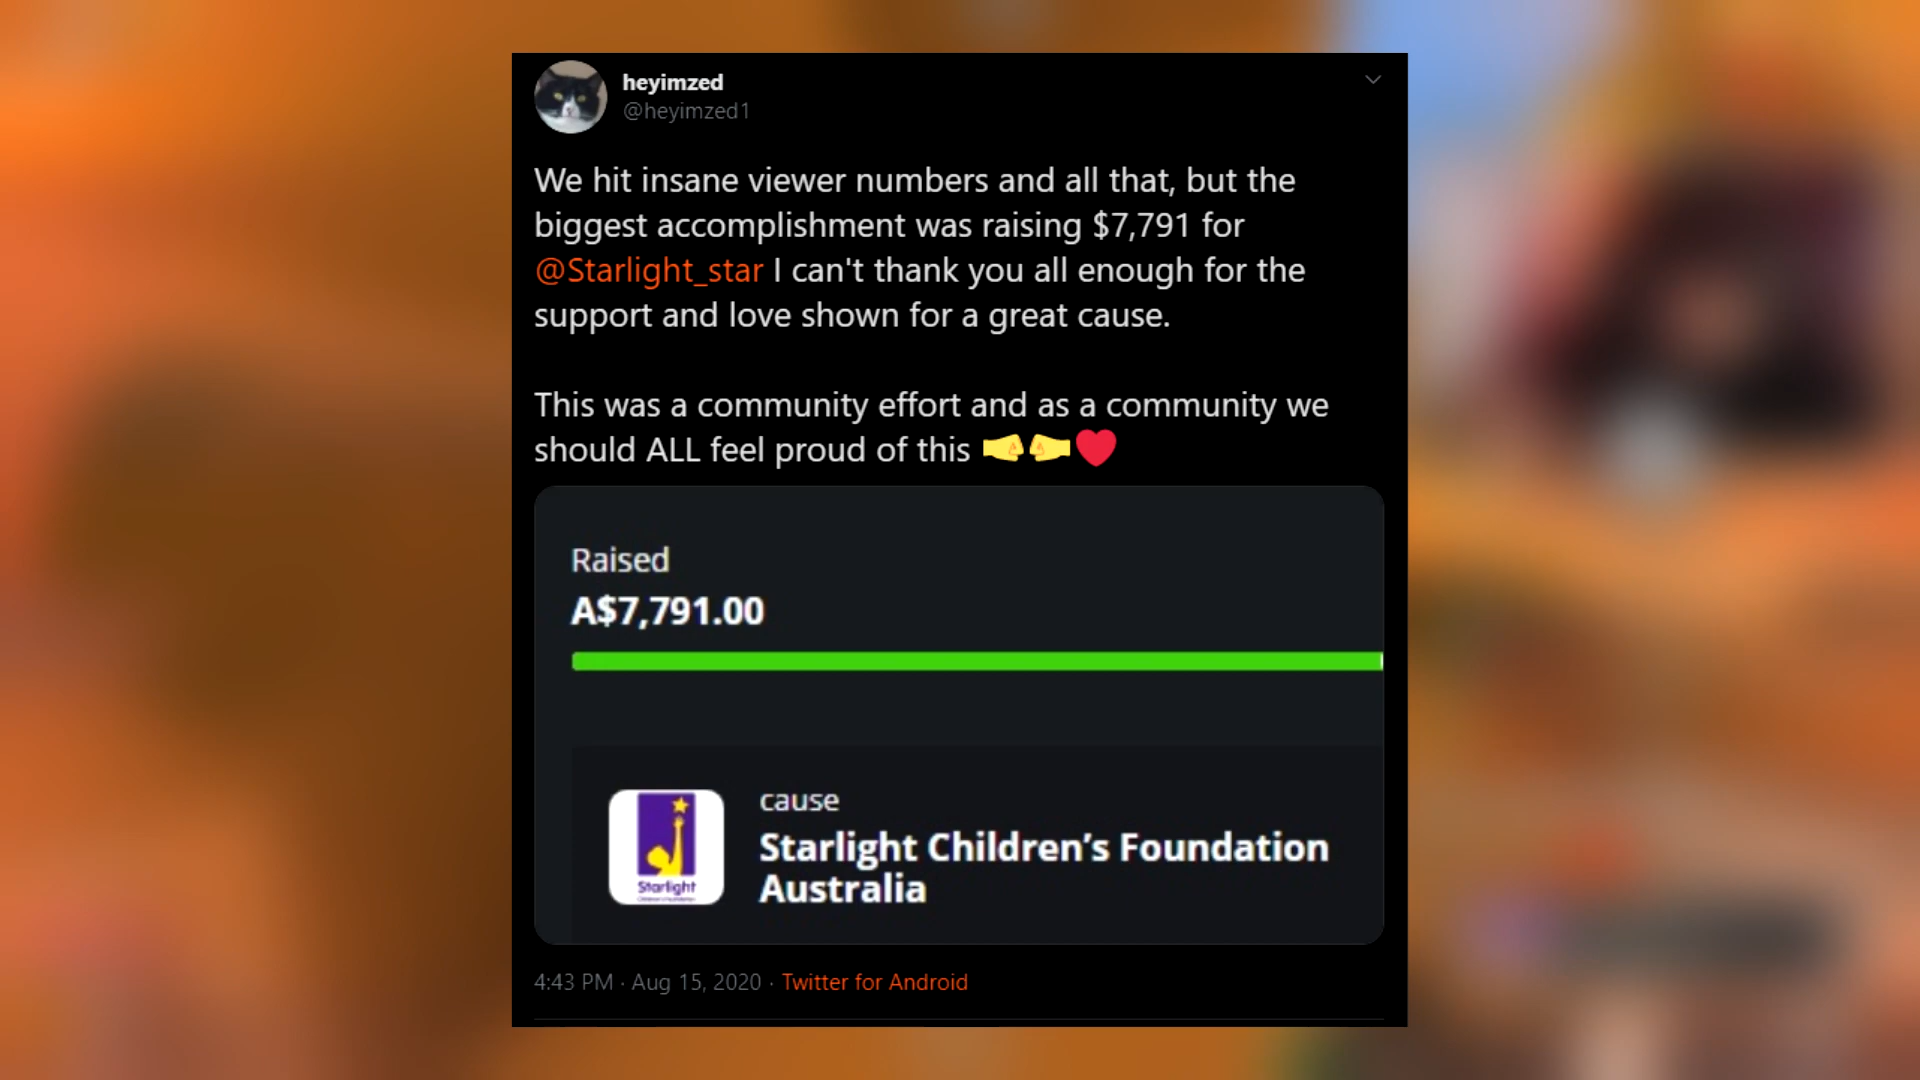 heyimzed
@heyimzed1
We hit insane viewer numbers and all that, but the
biggest accomplishment was raising $7,791 for
@Starlight_star I can't thank you all enough for the
support and love shown for a great cause.
This was a community effort and as a community we
should ALL feel proud of this 🤜🤛❤️
Raised
A$7,791.00
cause
Starlight Children’s Foundation
Australia
Starlight
4:43 PM · Aug 15, 2020 · Twitter for Android